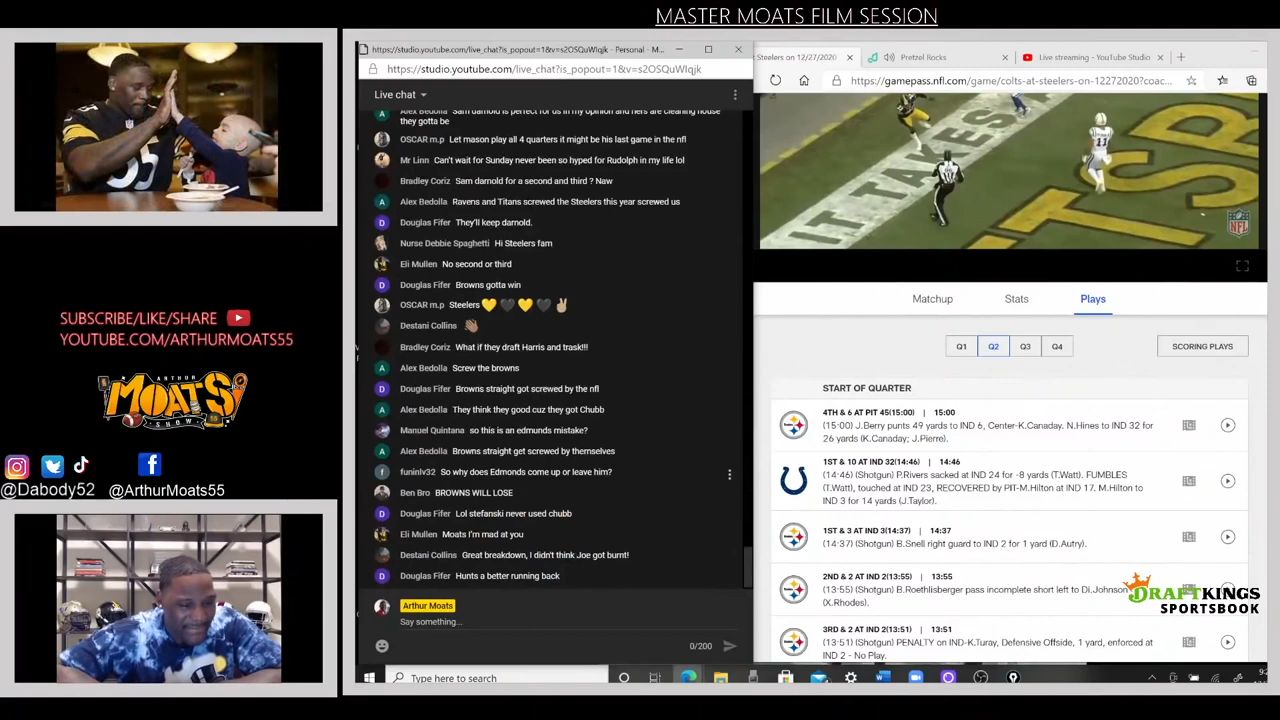 MASTER MOATS FILM SESSION
SUBSCRIBE/LIKE/SHARE
YOUTUBE.COM/ARTHURMOATS55
ARTHUR
MOATS
SHOW
@Dabody52 @ArthurMoats55
https://studio.youtube.com/live_chat?is_popout=1&v=s2OSQuWIqjk - Personal - M...
https://studio.youtube.com/live_chat?is_popout=1&v=s2OSQuWIqjk
Live chat
Alex Bedolla Sam darnold is perfect for us in my opinion and hers are cleaning house
they gotta be
OSCAR m.p Let mason play all 4 quarters it might be his last game in the nfl
Mr Linn Can't wait for Sunday never been so hyped for Rudolph in my life lol
Bradley Coriz Sam darnold for a second and third ? Naw
Alex Bedolla Ravens and Titans screwed the Steelers this year screwed us
Douglas Fifer They'll keep darnold.
Nurse Debbie Spaghetti Hi Steelers fam
Eli Mullen No second or third
Douglas Fifer Browns gotta win
OSCAR m.p Steelers 💛🖤💛🖤✌🏼
Destani Collins 👏🏽
Bradley Coriz What if they draft Harris and trask!!!
Alex Bedolla Screw the browns
Douglas Fifer Browns straight got screwed by the nfl
Alex Bedolla They think they good cuz they got Chubb
Manuel Quintana so this is an edmunds mistake?
Alex Bedolla Browns straight get screwed by themselves
funinlv32 So why does Edmonds come up or leave him?
Ben Bro BROWNS WILL LOSE
Douglas Fifer Lol stefanski never used chubb
Eli Mullen Moats I'm mad at you
Destani Collins Great breakdown, I didn't think Joe got burnt!
Douglas Fifer Hunts a better running back
Arthur Moats
Say something...
0/200
Steelers on 12/27/2020
Pretzel Rocks
Live streaming - YouTube Studio
https://gamepass.nfl.com/game/colts-at-steelers-on-12272020?coac...
IT TAKES
11
NFL
Matchup Stats Plays
Q1 Q2 Q3 Q4 SCORING PLAYS
START OF QUARTER
4TH & 6 AT PIT 45(15:00) | 15:00
(15:00) J.Berry punts 49 yards to IND 6, Center-K.Canaday. N.Hines to IND 32 for
26 yards (K.Canaday; J.Pierre).
1ST & 10 AT IND 32(14:46) | 14:46
(14:46) (Shotgun) P.Rivers sacked at IND 24 for -8 yards (T.Watt). FUMBLES
(T.Watt), touched at IND 23, RECOVERED by PIT-M.Hilton at IND 17. M.Hilton to
IND 3 for 14 yards (J.Taylor).
1ST & 3 AT IND 3(14:37) | 14:37
(14:37) (Shotgun) B.Snell right guard to IND 2 for 1 yard (D.Autry).
2ND & 2 AT IND 2(13:55) | 13:55
(13:55) (Shotgun) B.Roethlisberger pass incomplete short left to Di.Johnson
(X.Rhodes).
3RD & 2 AT IND 2(13:51) | 13:51
(13:51) (Shotgun) PENALTY on IND-K.Turay, Defensive Offside, 1 yard, enforced at
IND 2 - No Play.
DRAFTKINGS
SPORTSBOOK
Type here to search